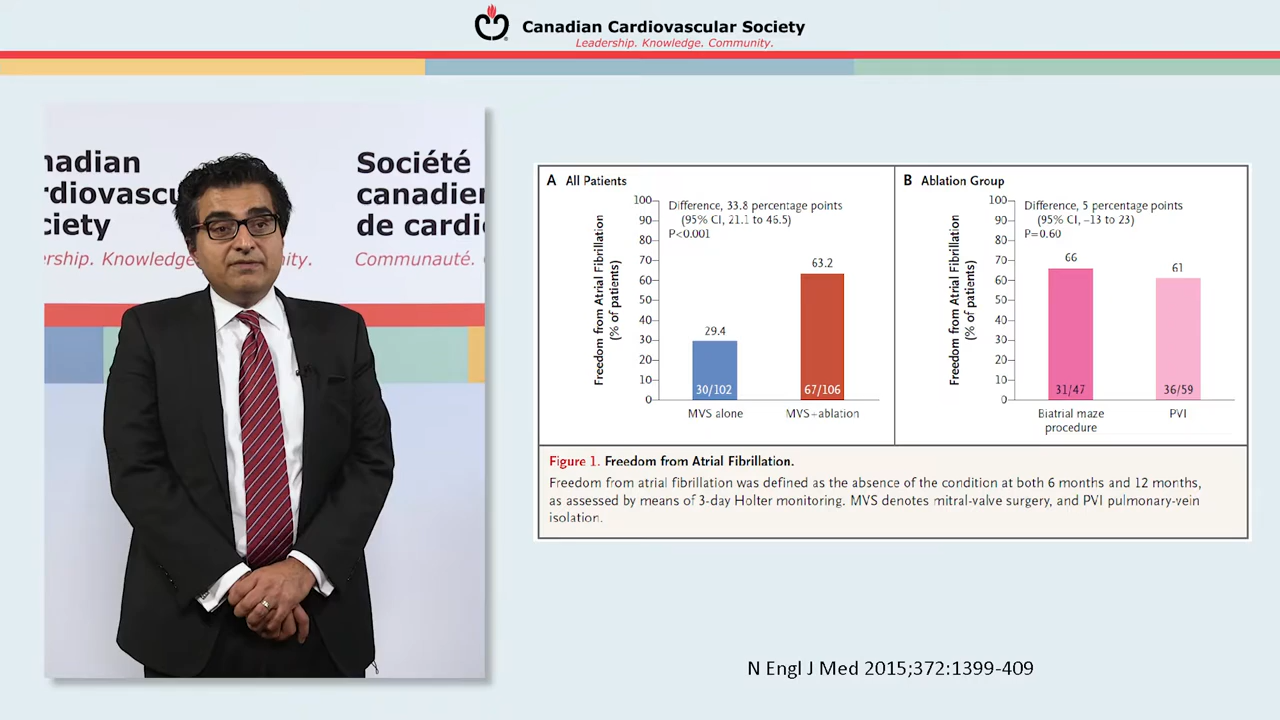 Canadian Cardiovascular Society
Leadership. Knowledge. Community.
nadian
rdiovascu
ciety
ership. Knowledge
nity.
Société
canadien
de cardi
Communauté.
A All Patients
Freedom from Atrial Fibrillation
(% of patients)
100
90
80
70
60
50
40
30
20
10
0
Difference, 33.8 percentage points
(95% CI, 21.1 to 46.5)
P<0.001
29.4
63.2
30/102
67/106
MVS alone
MVS+ablation
B Ablation Group
Freedom from Atrial Fibrillation
(% of patients)
100
90
80
70
60
50
40
30
20
10
0
Difference, 5 percentage points
(95% CI, –13 to 23)
P=0.60
66
61
31/47
36/59
Biatrial maze
procedure
PVI
Figure 1. Freedom from Atrial Fibrillation.
Freedom from atrial fibrillation was defined as the absence of the condition at both 6 months and 12 months,
as assessed by means of 3-day Holter monitoring. MVS denotes mitral-valve surgery, and PVI pulmonary-vein
isolation.
N Engl J Med 2015;372:1399-409